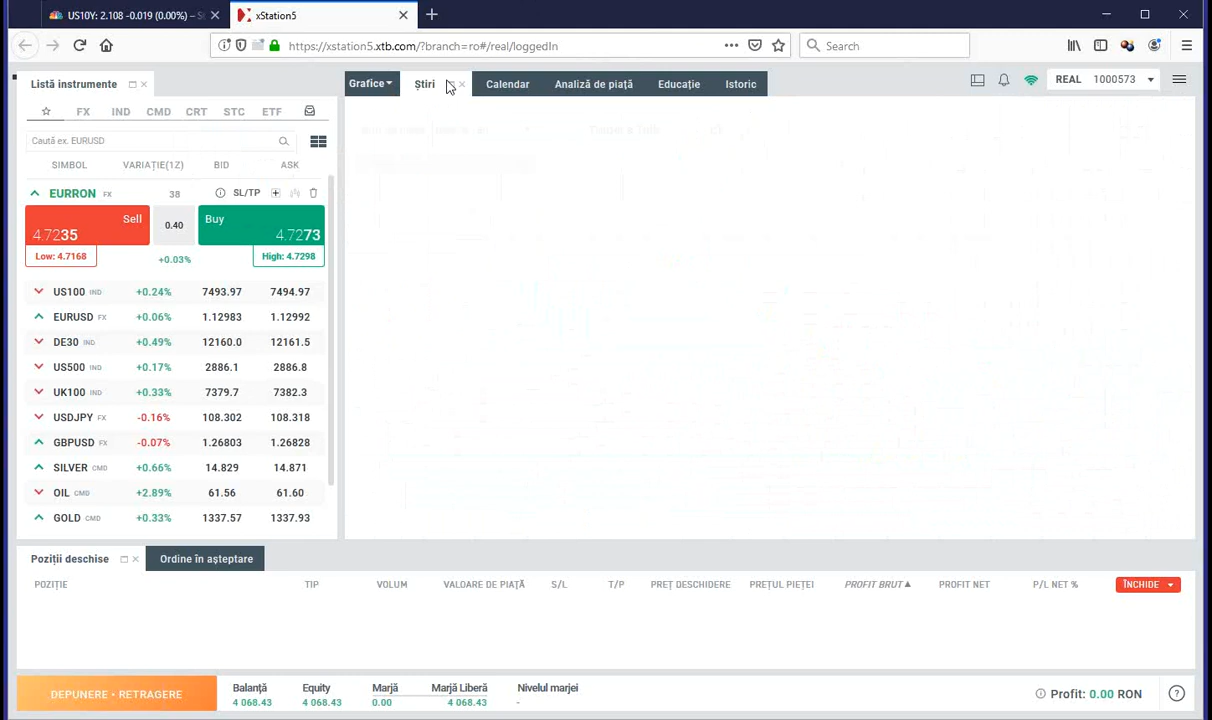 US10Y: 2.108 -0.019 (0.00%) – S
xStation5
https://xstation5.xtb.com/?branch=ro#/real/loggedIn
Search
Listă instrumente
Grafice
Știri
Calendar
Analiză de piață
Educație
Istoric
REAL 1000573
FX IND CMD CRT STC ETF
Caută ex. EURUSD
SIMBOL VARIAȚIE(1Z) BID ASK
EURRON FX 38 SL/TP
Sell 4.7235
0.40
Buy 4.7273
Low: 4.7168 +0.03% High: 4.7298
US100 IND +0.24% 7493.97 7494.97
EURUSD FX +0.06% 1.12983 1.12992
DE30 IND +0.49% 12160.0 12161.5
US500 IND +0.17% 2886.1 2886.8
UK100 IND +0.33% 7379.7 7382.3
USDJPY FX -0.16% 108.302 108.318
GBPUSD FX -0.07% 1.26803 1.26828
SILVER CMD +0.66% 14.829 14.871
OIL CMD +2.89% 61.56 61.60
GOLD CMD +0.33% 1337.57 1337.93
Poziții deschise
Ordine în așteptare
POZIȚIE TIP VOLUM VALOARE DE PIAȚĂ S/L T/P PREȚ DESCHIDERE PREȚUL PIEȚEI PROFIT BRUT PROFIT NET P/L NET % ÎNCHIDE
DEPUNERE • RETRAGERE
Balanță Equity Marjă Marjă Liberă Nivelul marjei
4 068.43 4 068.43 0.00 4 068.43 -
Profit: 0.00 RON